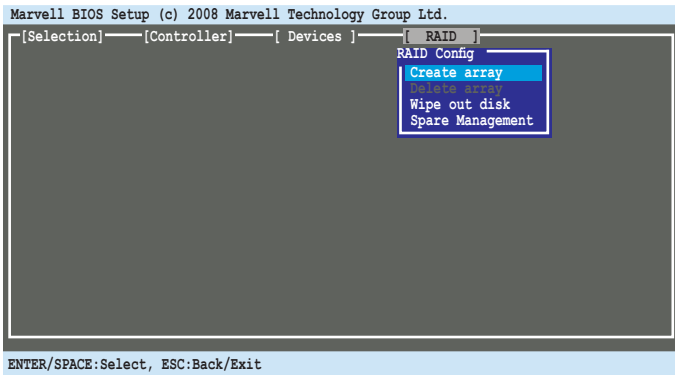 Marvell BIOS Setup (c) 2008 Marvell Technology Group Ltd.
[Selection] [Controller] [ Devices ] [ RAID ]
RAID Config
Create array
Delete array
Wipe out disk
Spare Management
ENTER/SPACE:Select, ESC:Back/Exit